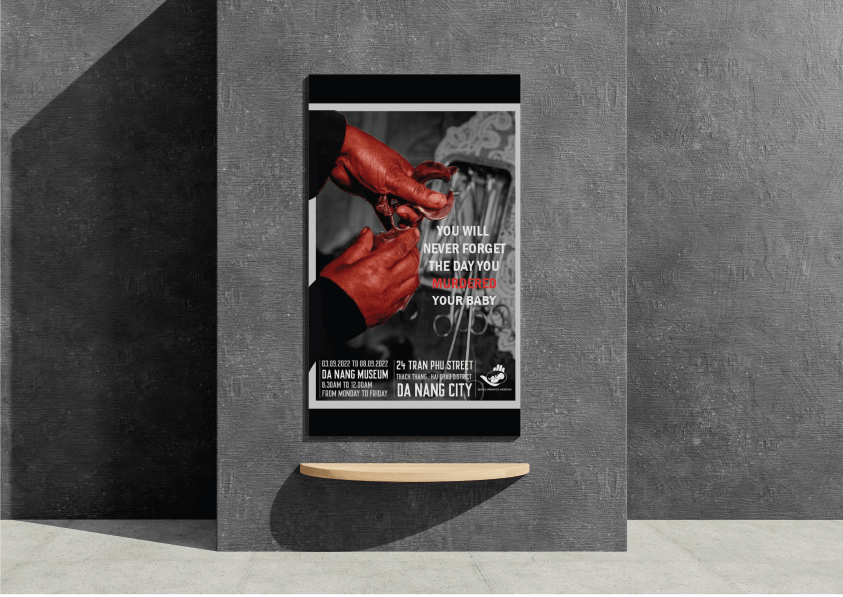 YOU WILL
NEVER FORGET
THE DAY YOU
MURDERED
YOUR BABY
03.09.2022 TO 08.09.2022
DA NANG MUSEUM
8:30AM TO 12:00AM
FROM MONDAY TO FRIDAY
24 TRAN PHU STREET
THACH THANG , HAI CHAU DISTRICT
DA NANG CITY